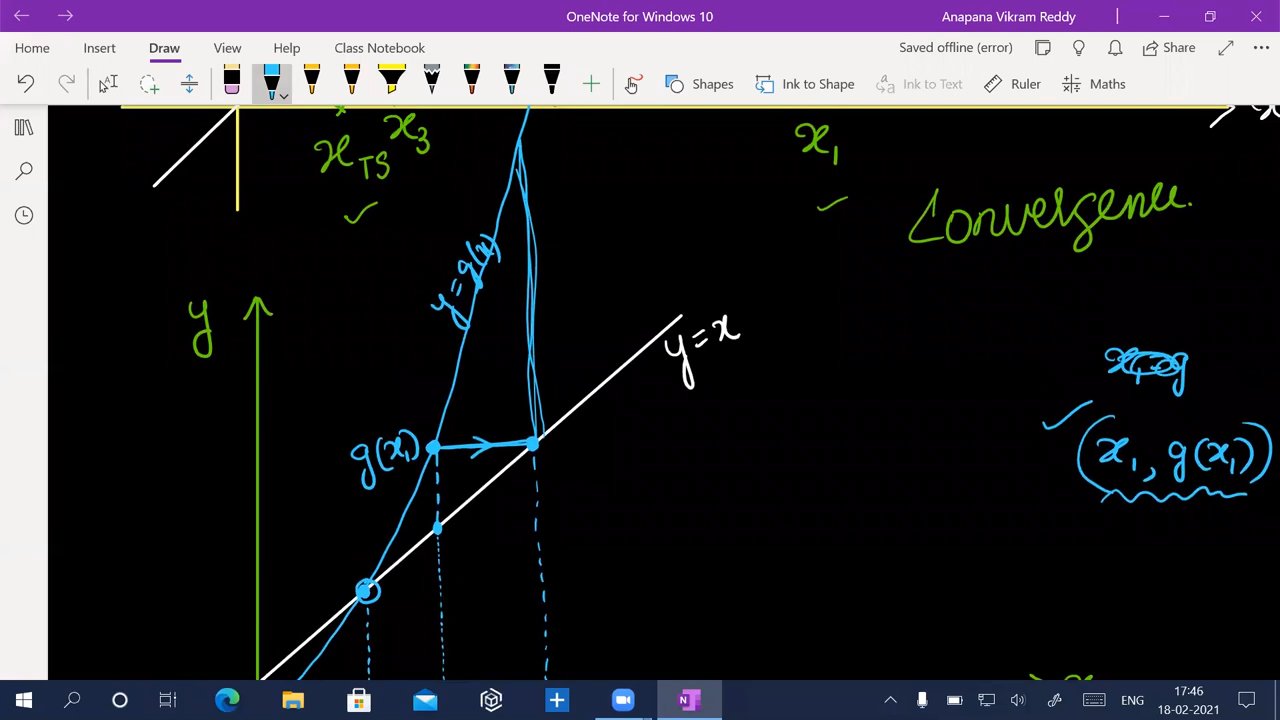 OneNote for Windows 10
Anapana Vikram Reddy
Home Insert Draw View Help Class Notebook
Saved offline (error)
Share
Shapes
Ink to Shape
Ink to Text
Ruler
Maths
x_TS x_3
x_1
Convergence.
y = g(x)
y
y = x
g(x_1)
(x_1, g(x_1))
ENG
17:46
18-02-2021